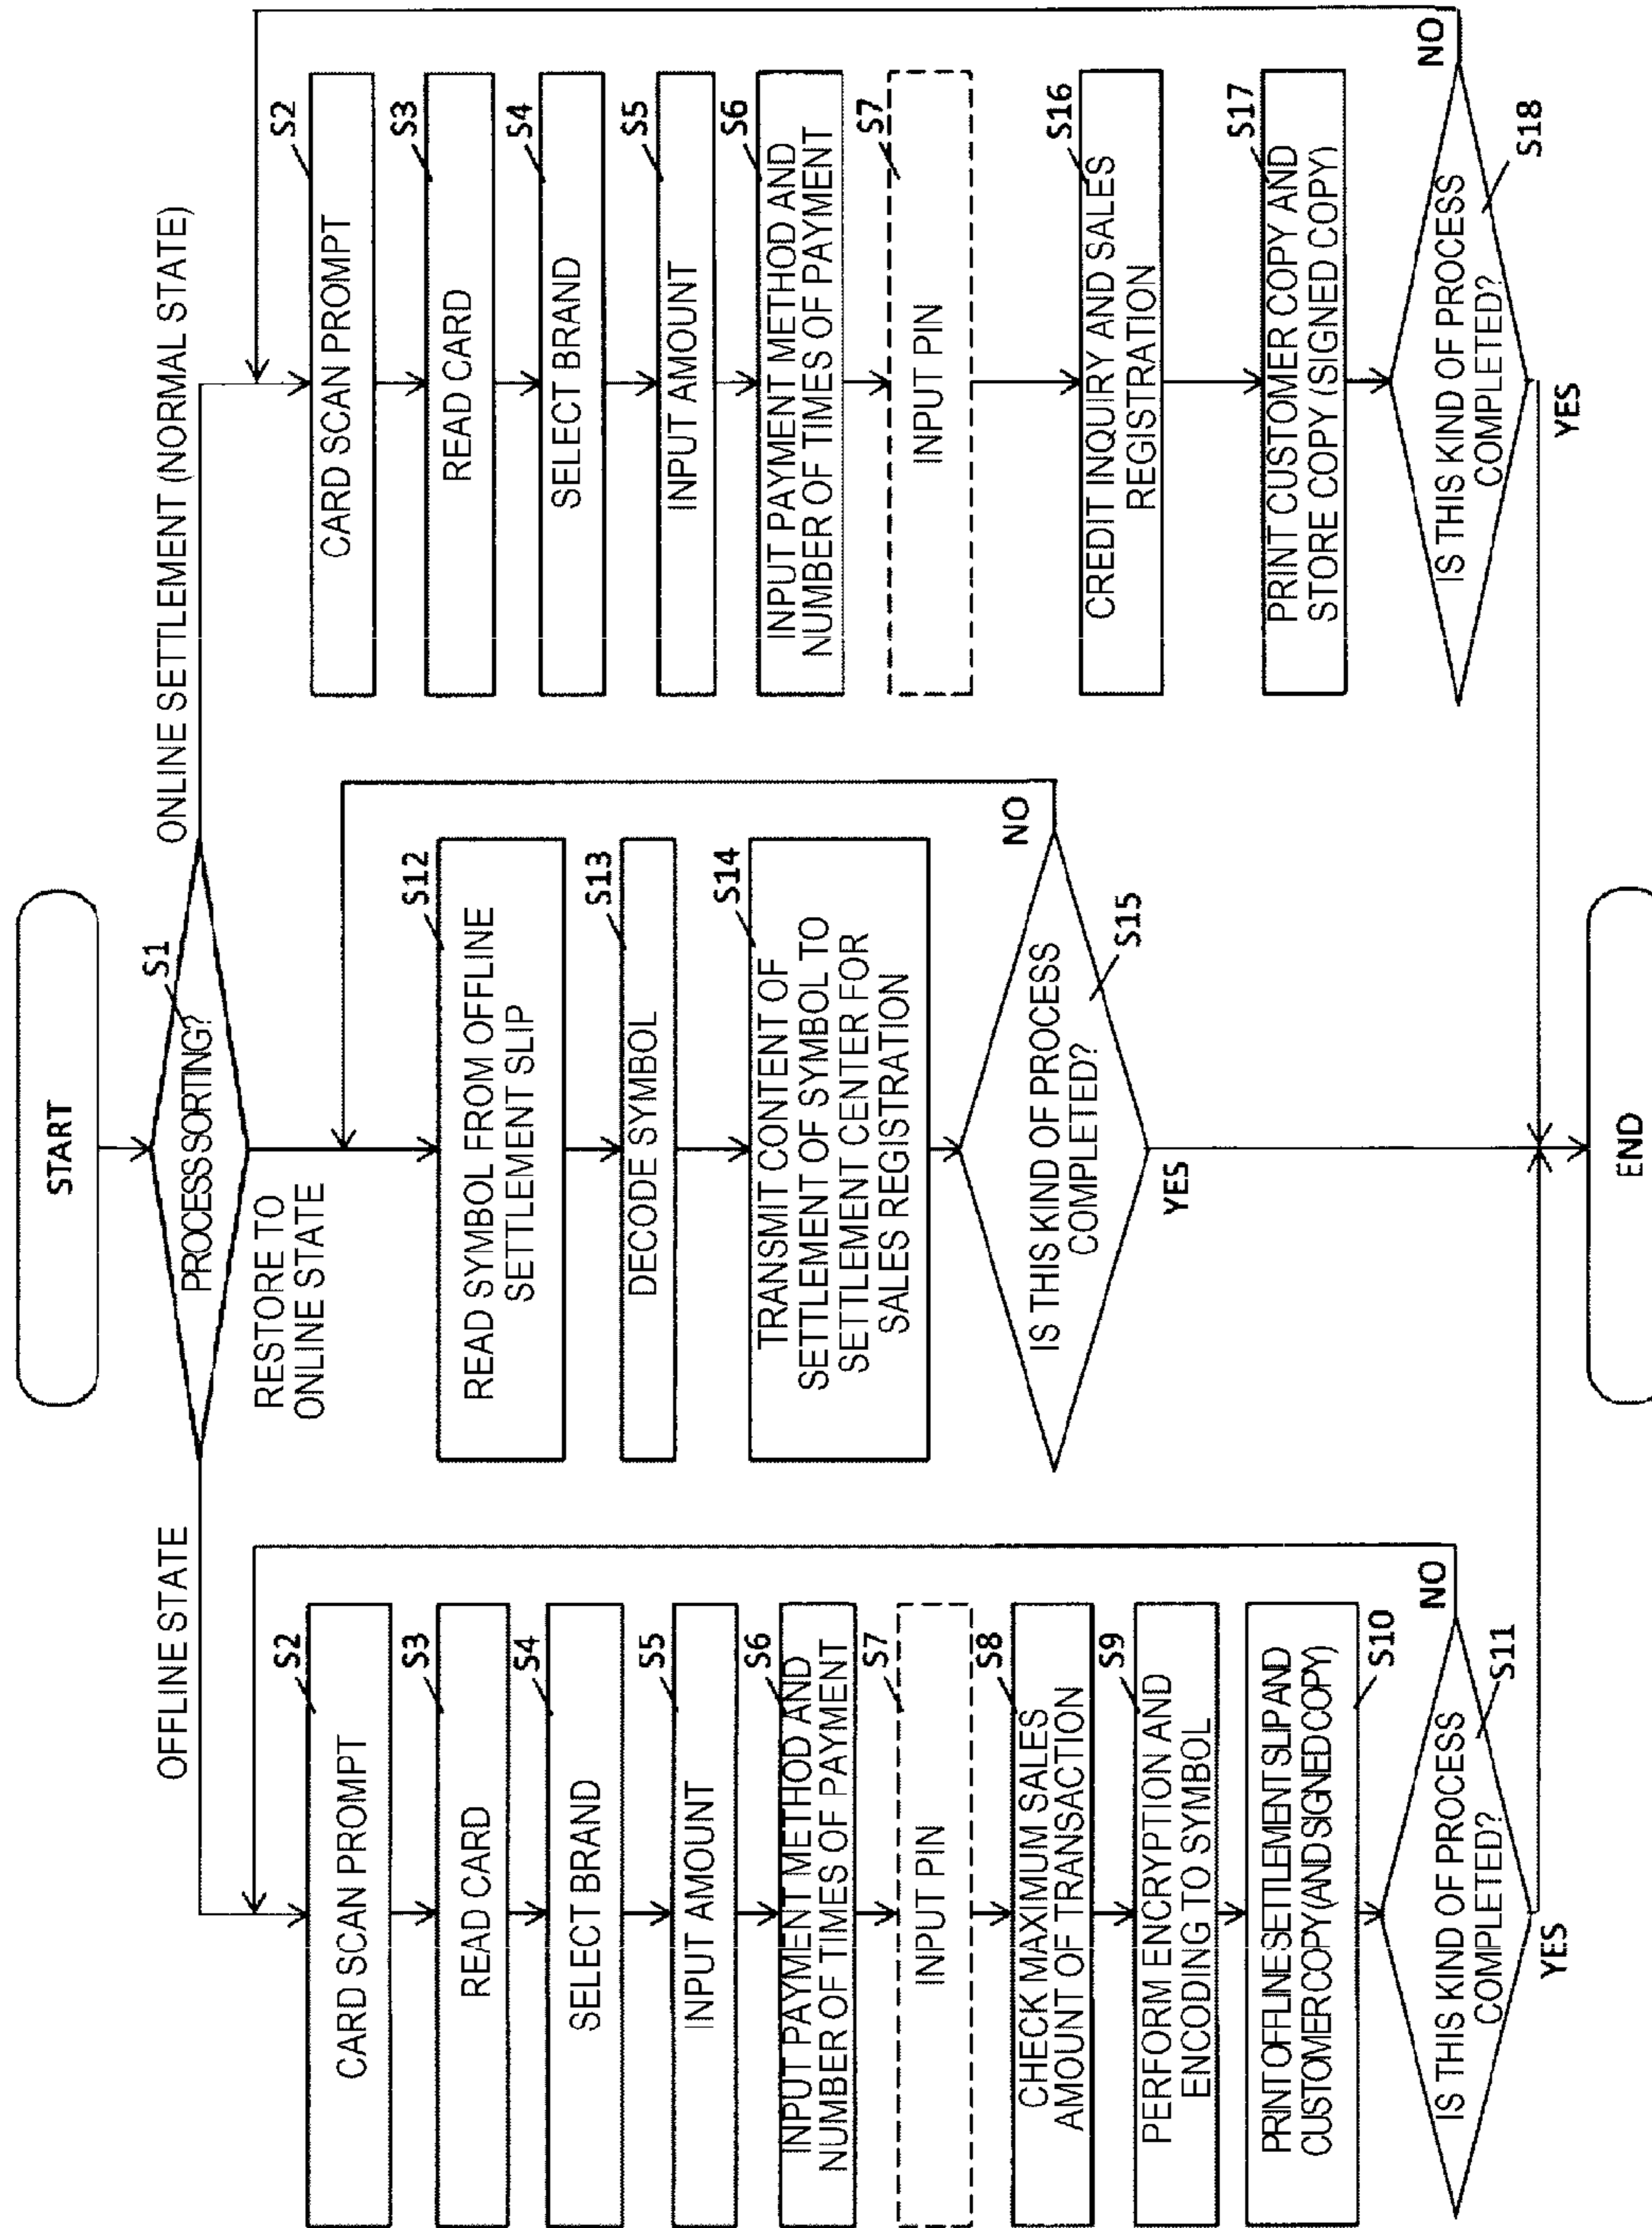 START
S1
PROCESS SORTING?
OFFLINE STATE
RESTORE TO
ONLINE STATE
ONLINE SETTLEMENT (NORMAL STATE)
S2
CARD SCAN PROMPT
S3
READ CARD
S4
SELECT BRAND
S5
INPUT AMOUNT
S6
INPUT PAYMENT METHOD AND
NUMBER OF TIMES OF PAYMENT
S7
INPUT PIN
S8
CHECK MAXIMUM SALES
AMOUNT OF TRANSACTION
S9
PERFORM ENCRYPTION AND
ENCODING TO SYMBOL
S10
PRINT OFFLINE SETTLEMENT SLIP AND
CUSTOMER COPY (AND SIGNED COPY)
S11
IS THIS KIND OF PROCESS
COMPLETED?
NO
YES
S12
READ SYMBOL FROM OFFLINE
SETTLEMENT SLIP
S13
DECODE SYMBOL
S14
TRANSMIT CONTENT OF
SETTLEMENT OF SYMBOL TO
SETTLEMENT CENTER FOR
SALES REGISTRATION
S15
IS THIS KIND OF PROCESS
COMPLETED?
NO
YES
S2
CARD SCAN PROMPT
S3
READ CARD
S4
SELECT BRAND
S5
INPUT AMOUNT
S6
INPUT PAYMENT METHOD AND
NUMBER OF TIMES OF PAYMENT
S7
INPUT PIN
S16
CREDIT INQUIRY AND SALES
REGISTRATION
S17
PRINT CUSTOMER COPY AND
STORE COPY (SIGNED COPY)
S18
IS THIS KIND OF PROCESS
COMPLETED?
NO
YES
END